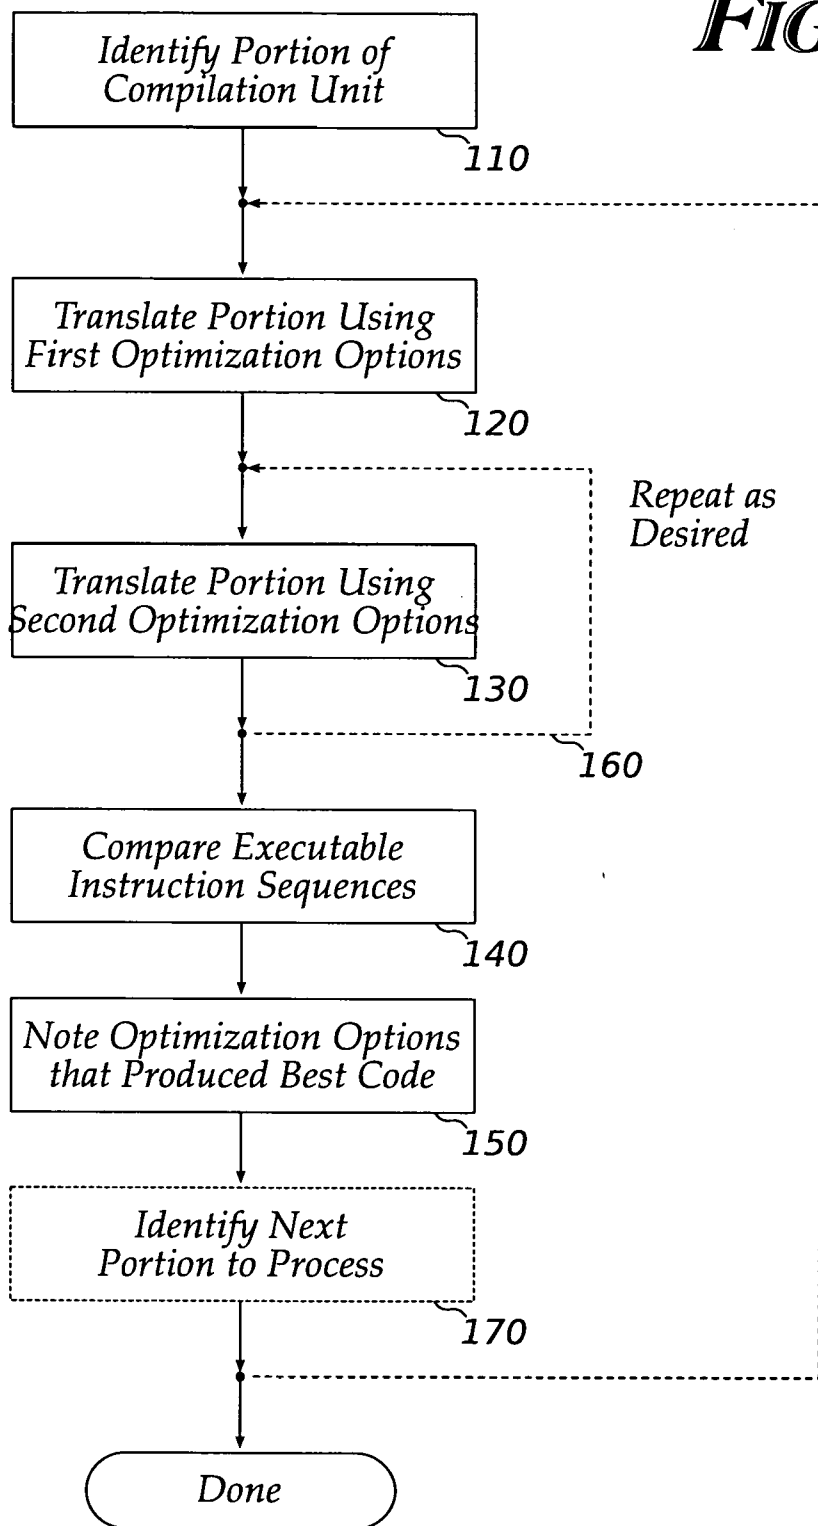 FIG
Identify Portion of
Compilation Unit
110
Translate Portion Using
First Optimization Options
120
Repeat as
Desired
Translate Portion Using
Second Optimization Options
130
160
Compare Executable
Instruction Sequences
140
Note Optimization Options
that Produced Best Code
150
Identify Next
Portion to Process
170
Done